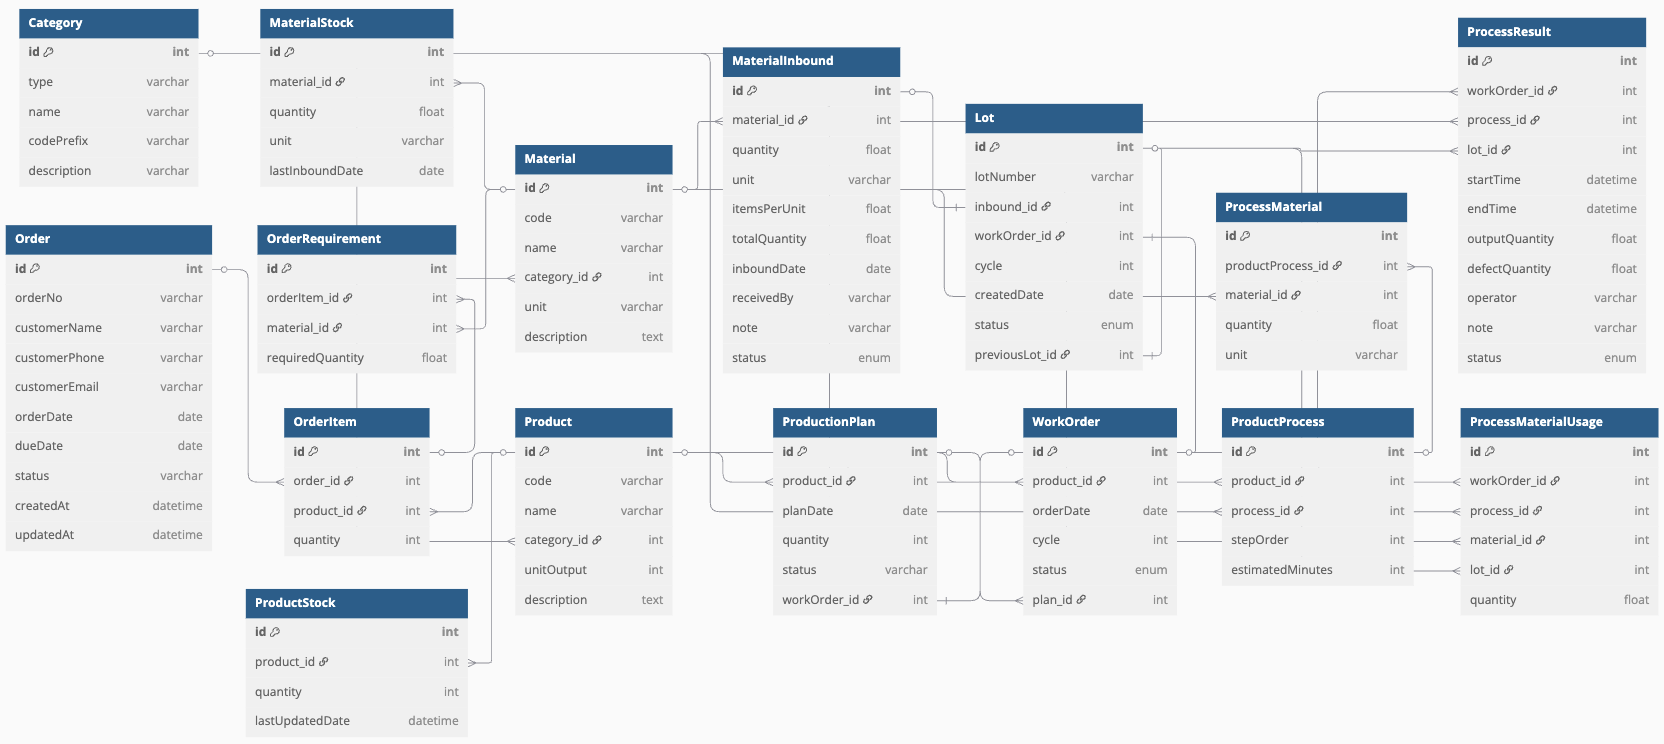 Category
id int
type varchar
name varchar
codePrefix varchar
description varchar
MaterialStock
id int
material_id int
quantity float
unit varchar
lastInboundDate date
Material
id int
code varchar
name varchar
category_id int
unit varchar
description text
MaterialInbound
id int
material_id int
quantity float
unit varchar
itemsPerUnit float
totalQuantity float
inboundDate date
receivedBy varchar
note varchar
status enum
Lot
id int
lotNumber varchar
inbound_id int
workOrder_id int
cycle int
createdDate date
status enum
previousLot_id int
ProcessMaterial
id int
productProcess_id int
material_id int
quantity float
unit varchar
ProcessResult
id int
workOrder_id int
process_id int
lot_id int
startTime datetime
endTime datetime
outputQuantity float
defectQuantity float
operator varchar
note varchar
status enum
Order
id int
orderNo varchar
customerName varchar
customerPhone varchar
customerEmail varchar
orderDate date
dueDate date
status varchar
createdAt datetime
updatedAt datetime
OrderRequirement
id int
orderItem_id int
material_id int
requiredQuantity float
OrderItem
id int
order_id int
product_id int
quantity int
Product
id int
code varchar
name varchar
category_id int
unitOutput int
description text
ProductionPlan
id int
product_id int
planDate date
quantity int
status varchar
workOrder_id int
WorkOrder
id int
product_id int
orderDate date
cycle int
status enum
plan_id int
ProductProcess
id int
product_id int
process_id int
stepOrder int
estimatedMinutes int
ProcessMaterialUsage
id int
workOrder_id int
process_id int
material_id int
lot_id int
quantity float
ProductStock
id int
product_id int
quantity int
lastUpdatedDate datetime